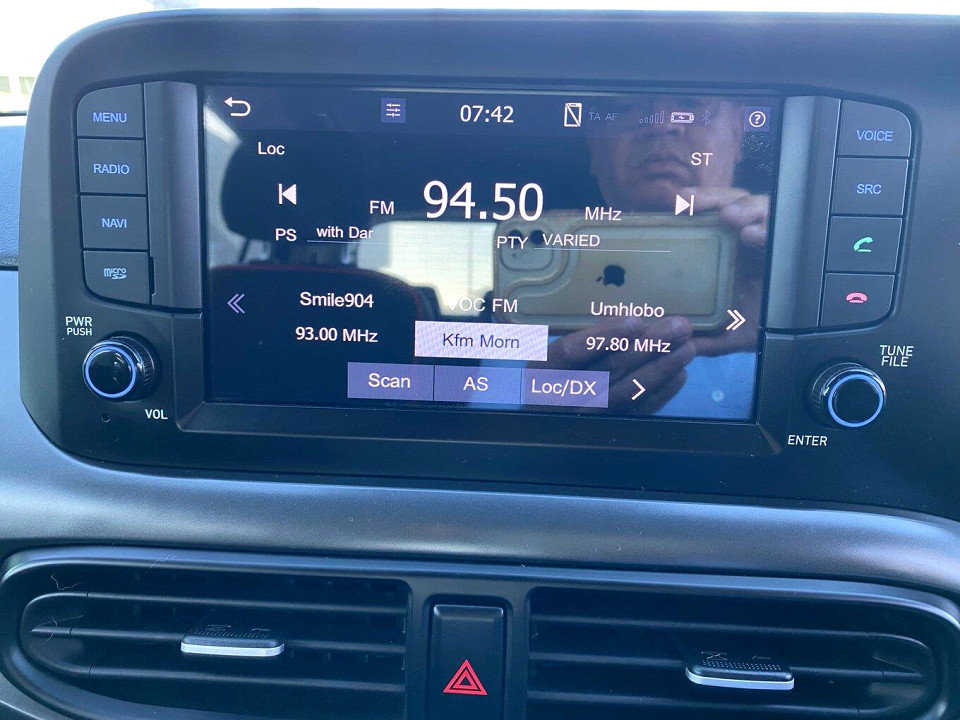 MENU
RADIO
NAVI
micro SD
PWR
PUSH
VOL
07:42
TA AF
?
Loc
ST
FM 94.50 MHz
PS with Dar
PTY VARIED
Smile904
VOC FM
Umhlobo
93.00 MHz
Kfm Morn
97.80 MHz
Scan
AS
Loc/DX
VOICE
SRC
TUNE
FILE
ENTER